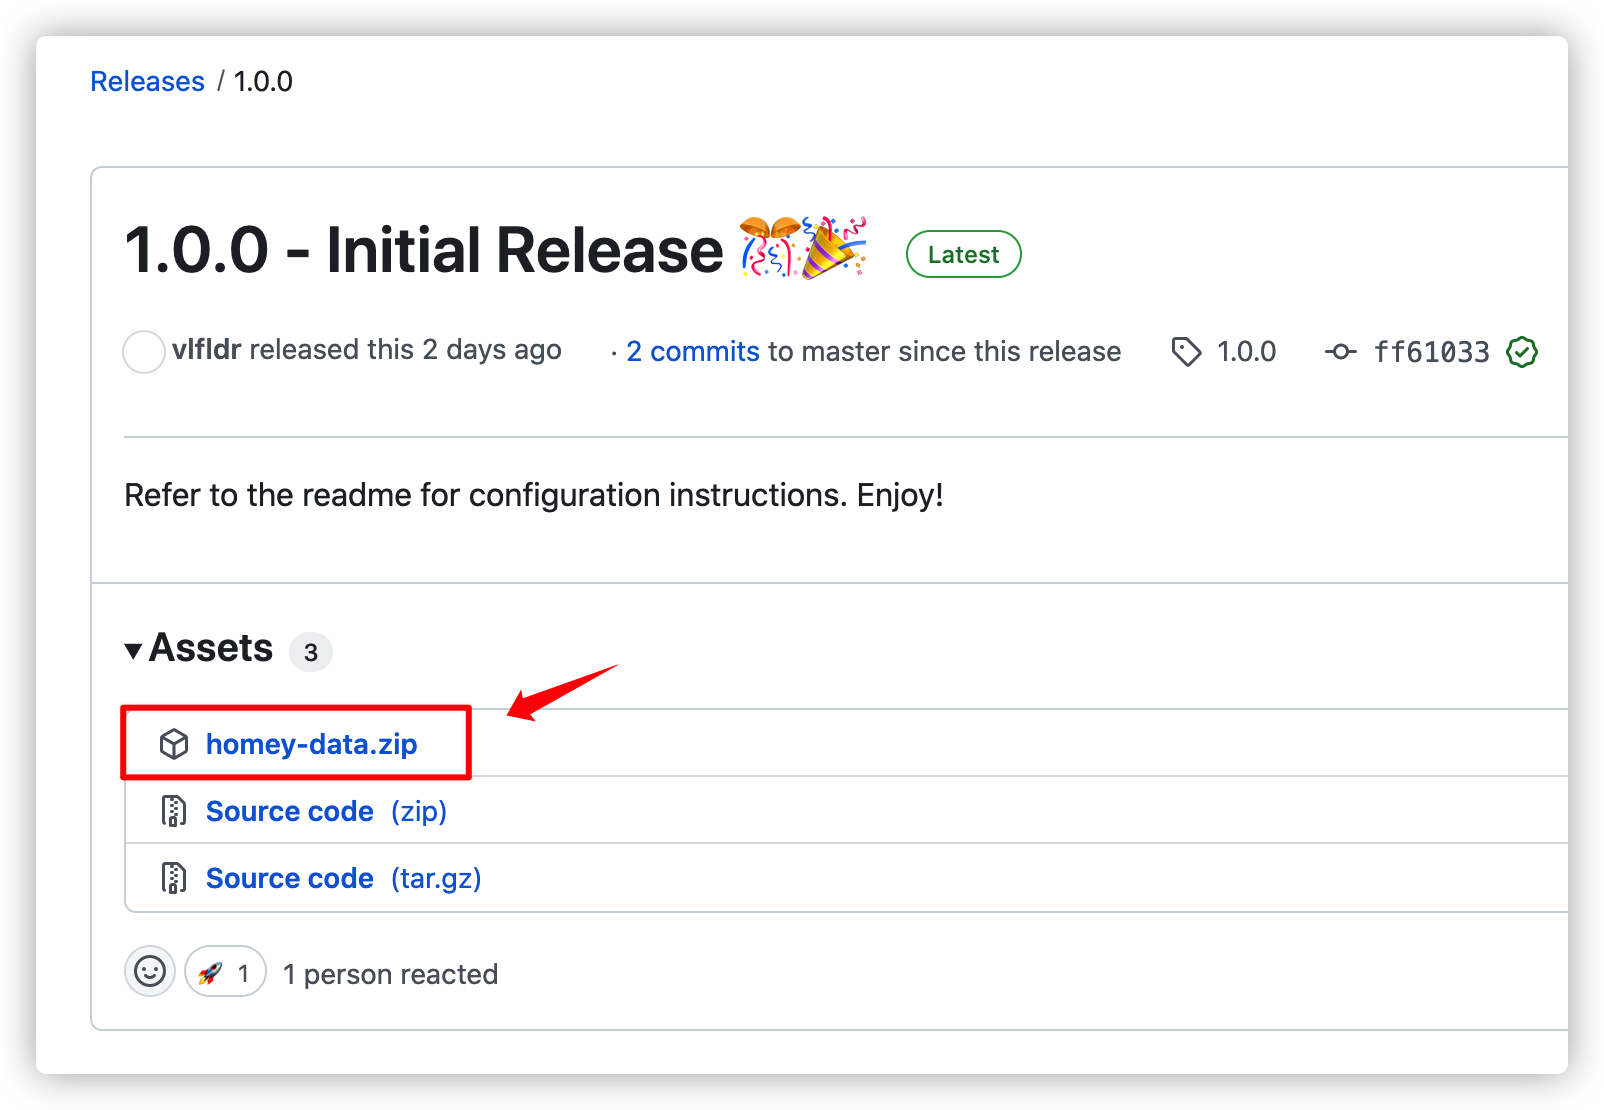 Releases / 1.0.0
1.0.0 - Initial Release 🎊🎉 Latest
vlfldr released this 2 days ago · 2 commits to master since this release 1.0.0 ff61033
Refer to the readme for configuration instructions. Enjoy!
Assets 3
homey-data.zip
Source code (zip)
Source code (tar.gz)
🚀 1 1 person reacted